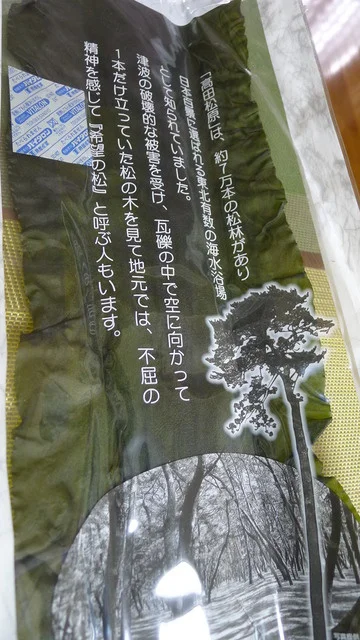 「高田松原」は、約7万本の松林があり
日本百景に選ばれる東北有数の海水浴場
として知られていました。
津波の破壊的な被害を受け、瓦礫の中で空に向かって
1本だけ立っていた松の木を見て地元では、不屈の
精神を感じて『希望の松』と呼ぶ人もいます。